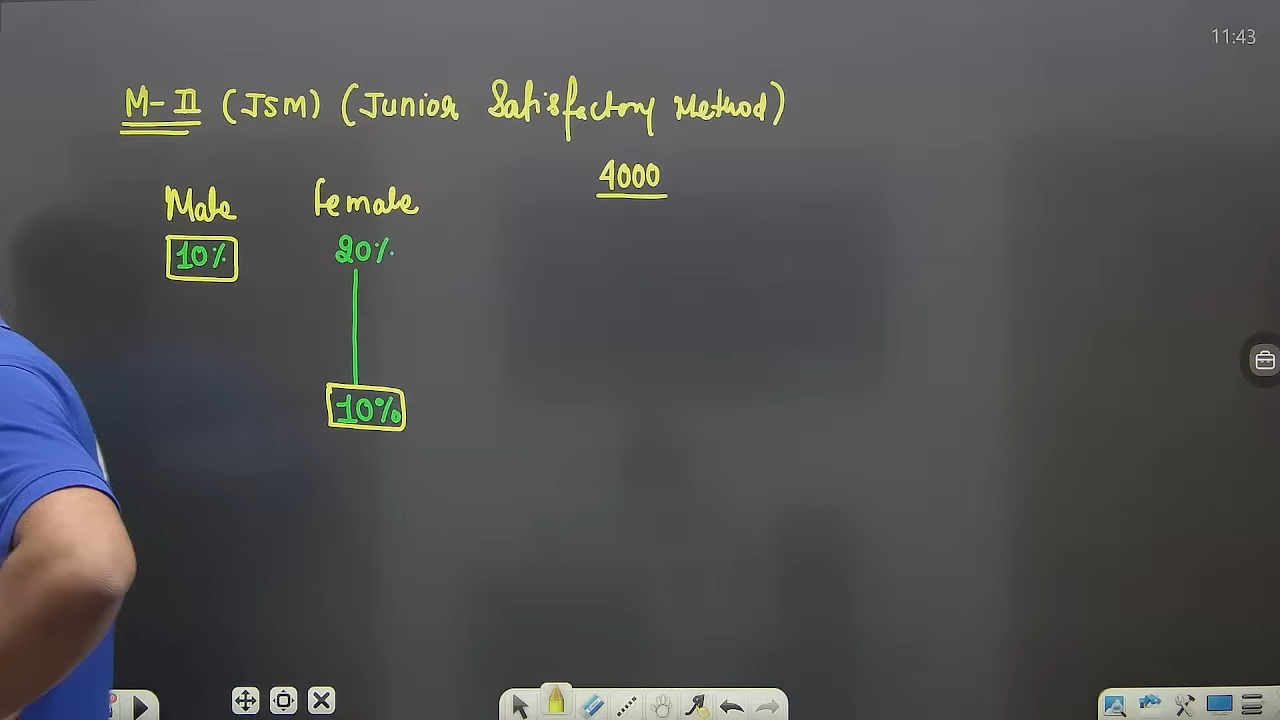 11:43
M-II (JSM) (Junior Satisfactory Method)
4000
Male Female
10% 20%
10%